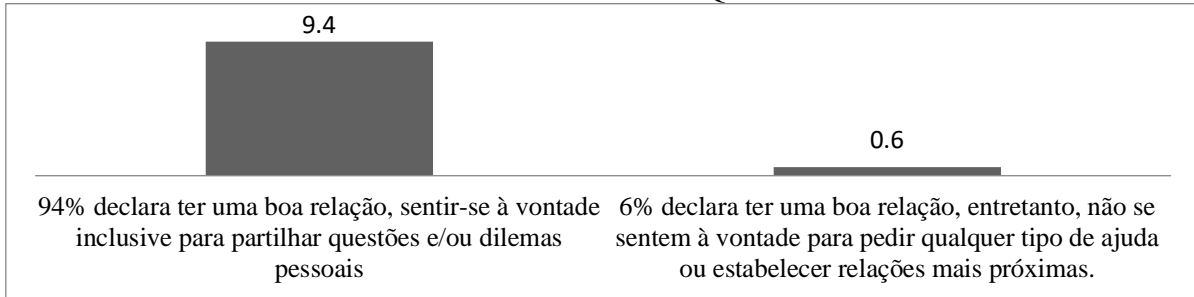 9.4
0.6
94% declara ter uma boa relação, sentir-se à vontade
inclusive para partilhar questões e/ou dilemas
pessoais
6% declara ter uma boa relação, entretanto, não se
sentem à vontade para pedir qualquer tipo de ajuda
ou estabelecer relações mais próximas.